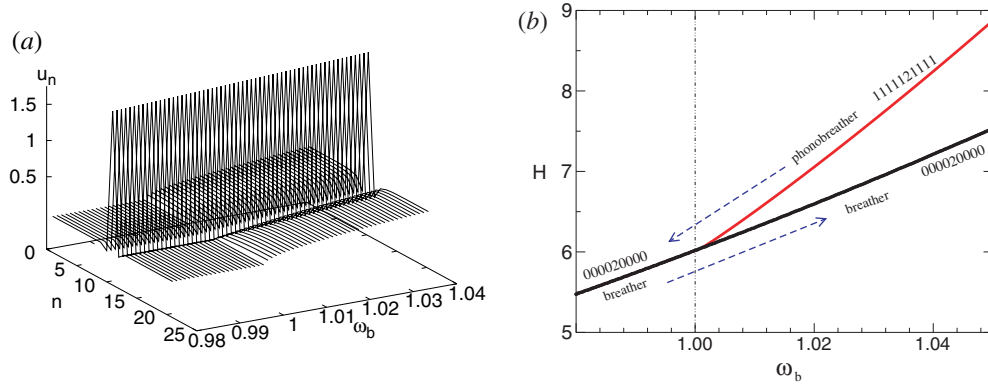 (a)
u_n
1.5
1
0.5
0
5
10
15
20
25
n
0.98
0.99
1
1.01
1.02
1.03
1.04
ω_b
(b)
9
8
7
6
5
H
1111121111
phonobreather
000020000
breather
000020000
breather
1.00
1.02
1.04
ω_b